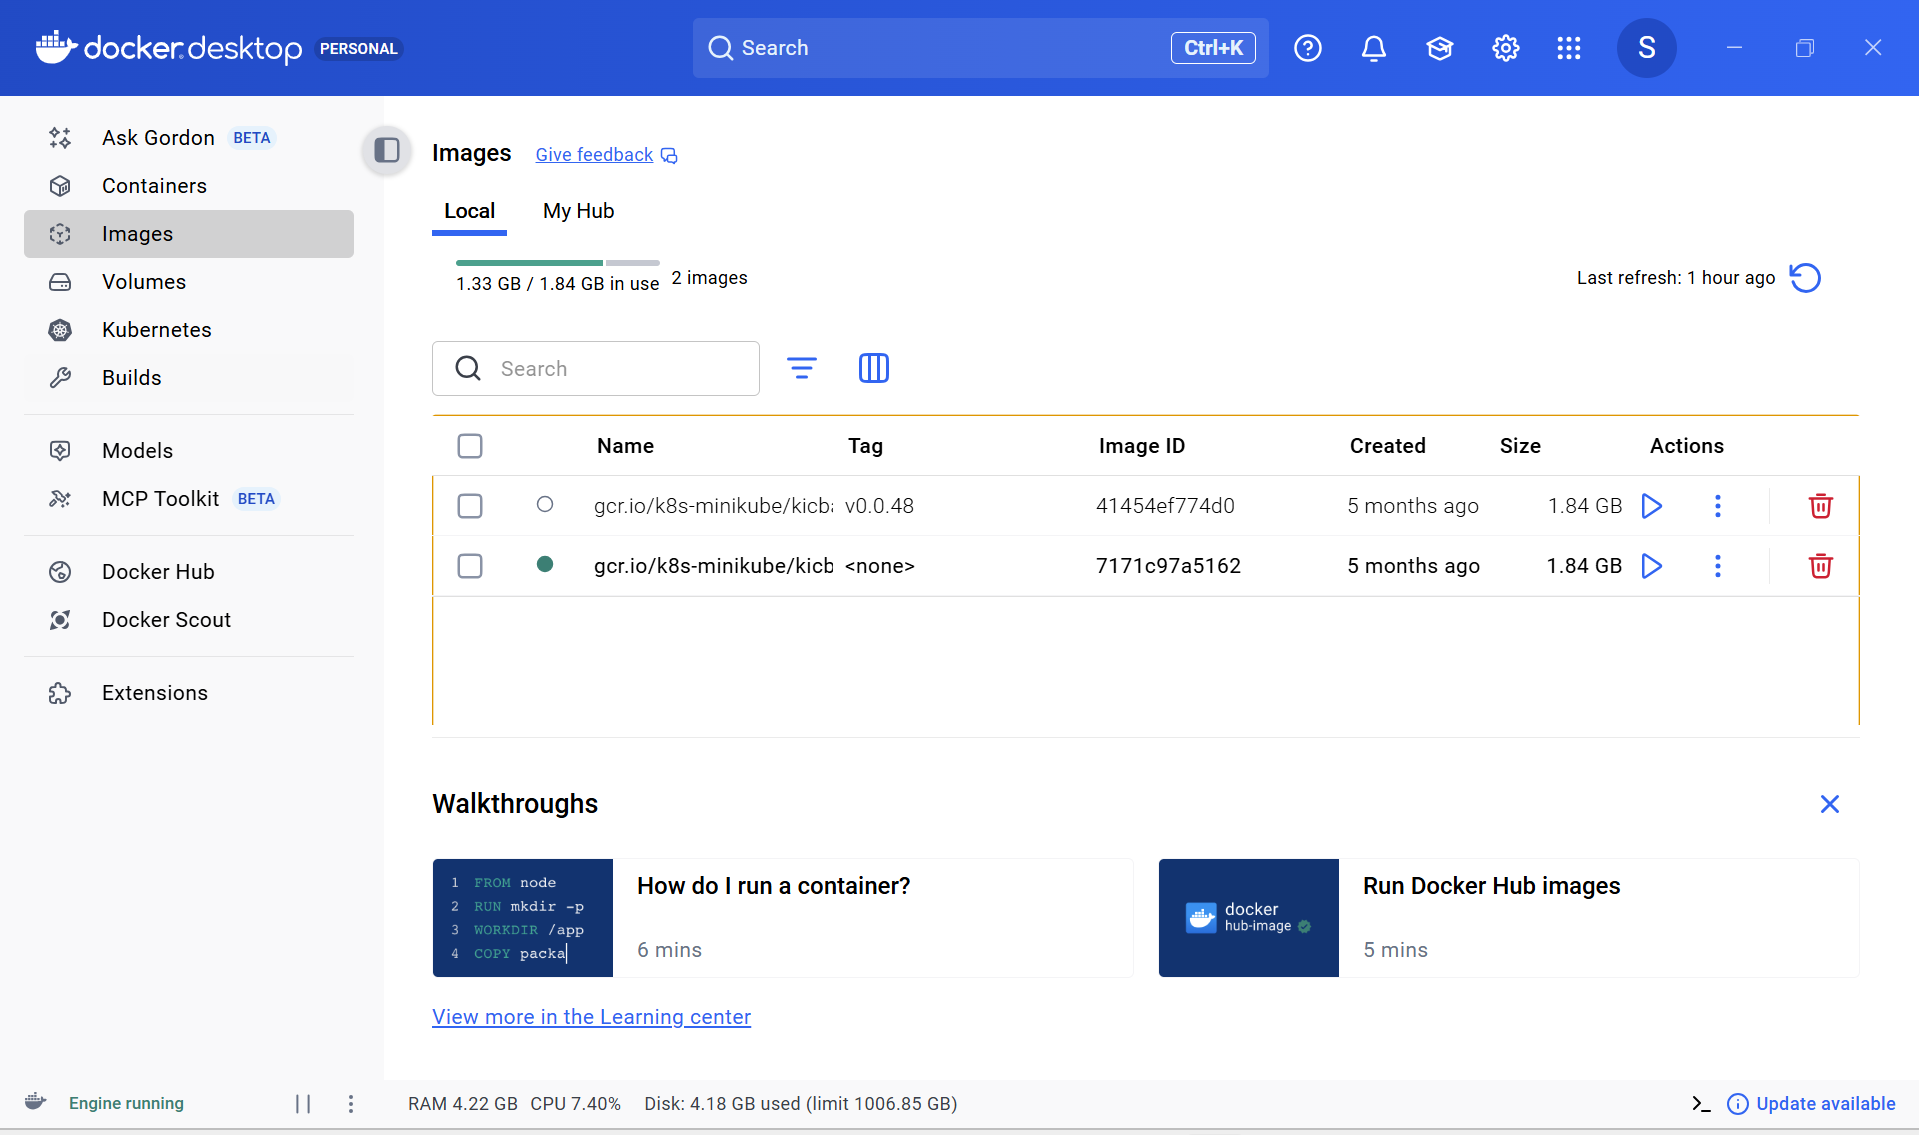 docker desktop PERSONAL
Search Ctrl+K
S
Ask Gordon BETA
Containers
Images
Volumes
Kubernetes
Builds
Models
MCP Toolkit BETA
Docker Hub
Docker Scout
Extensions
Images Give feedback
Local My Hub
1.33 GB / 1.84 GB in use 2 images
Last refresh: 1 hour ago
Search
Name Tag Image ID Created Size Actions
gcr.io/k8s-minikube/kicba v0.0.48 41454ef774d0 5 months ago 1.84 GB
gcr.io/k8s-minikube/kicb <none> 7171c97a5162 5 months ago 1.84 GB
Walkthroughs
1 FROM node
2 RUN mkdir -p
3 WORKDIR /app
4 COPY packa
How do I run a container?
6 mins
docker
hub-image
Run Docker Hub images
5 mins
View more in the Learning center
Engine running
RAM 4.22 GB CPU 7.40% Disk: 4.18 GB used (limit 1006.85 GB)
>_
Update available